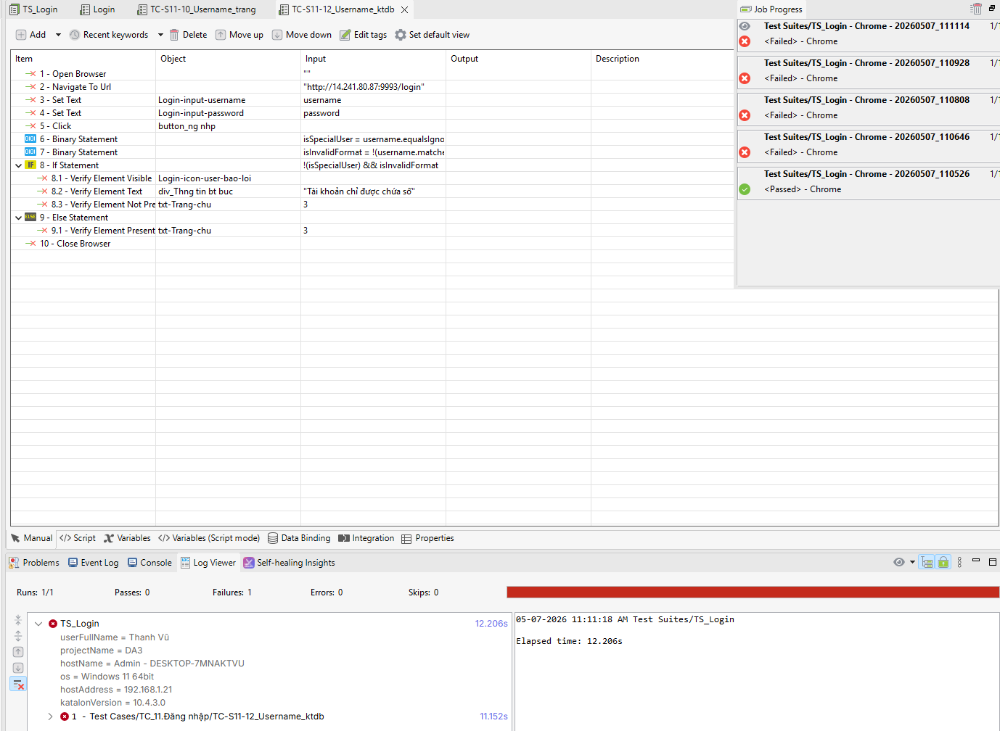 TS_Login
Login
TC-S11-10_Username_trang
TC-S11-12_Username_ktdb
Add
Recent keywords
Delete
Move up
Move down
Edit tags
Set default view
Item Object Input Output Description
1 - Open Browser ""
2 - Navigate To Url "http://14.241.80.87:9993/login"
3 - Set Text Login-input-username username
4 - Set Text Login-input-password password
5 - Click button_ng nhp
6 - Binary Statement isSpecialUser = username.equalsIgno
7 - Binary Statement isInvalidFormat = !(username.matche
IF 8 - If Statement !(isSpecialUser) && isInvalidFormat
8.1 - Verify Element Visible Login-icon-user-bao-loi
8.2 - Verify Element Text div_Thng tin bt buc "Tài khoản chỉ được chứa số"
8.3 - Verify Element Not Pre txt-Trang-chu 3
ELSE 9 - Else Statement
9.1 - Verify Element Present txt-Trang-chu 3
10 - Close Browser
Job Progress
Test Suites/TS_Login - Chrome - 20260507_111114 1/1
<Failed> - Chrome
Test Suites/TS_Login - Chrome - 20260507_110928 1/1
<Failed> - Chrome
Test Suites/TS_Login - Chrome - 20260507_110808 1/1
<Failed> - Chrome
Test Suites/TS_Login - Chrome - 20260507_110646 1/1
<Failed> - Chrome
Test Suites/TS_Login - Chrome - 20260507_110526 1/1
<Passed> - Chrome
Manual
</> Script
Variables
</> Variables (Script mode)
Data Binding
Integration
Properties
Problems
Event Log
Console
Log Viewer
Self-healing Insights
Runs: 1/1 Passes: 0 Failures: 1 Errors: 0 Skips: 0
TS_Login 12.206s
userFullName = Thanh Vũ
projectName = DA3
hostName = Admin - DESKTOP-7MNAKTVU
os = Windows 11 64bit
hostAddress = 192.168.1.21
katalonVersion = 10.4.3.0
1 - Test Cases/TC_11.Đăng nhập/TC-S11-12_Username_ktdb 11.152s
05-07-2026 11:11:18 AM Test Suites/TS_Login
Elapsed time: 12.206s